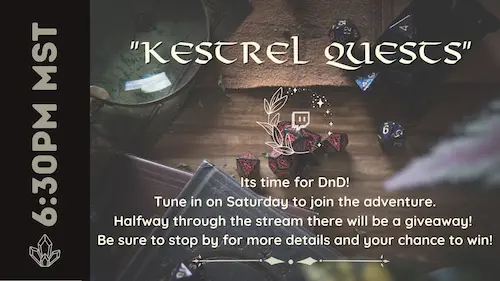 6:30PM MST
"KESTREL QUESTS"
Its time for DnD!
Tune in on Saturday to join the adventure.
Halfway through the stream there will be a giveaway!
Be sure to stop by for more details and your chance to win!
6